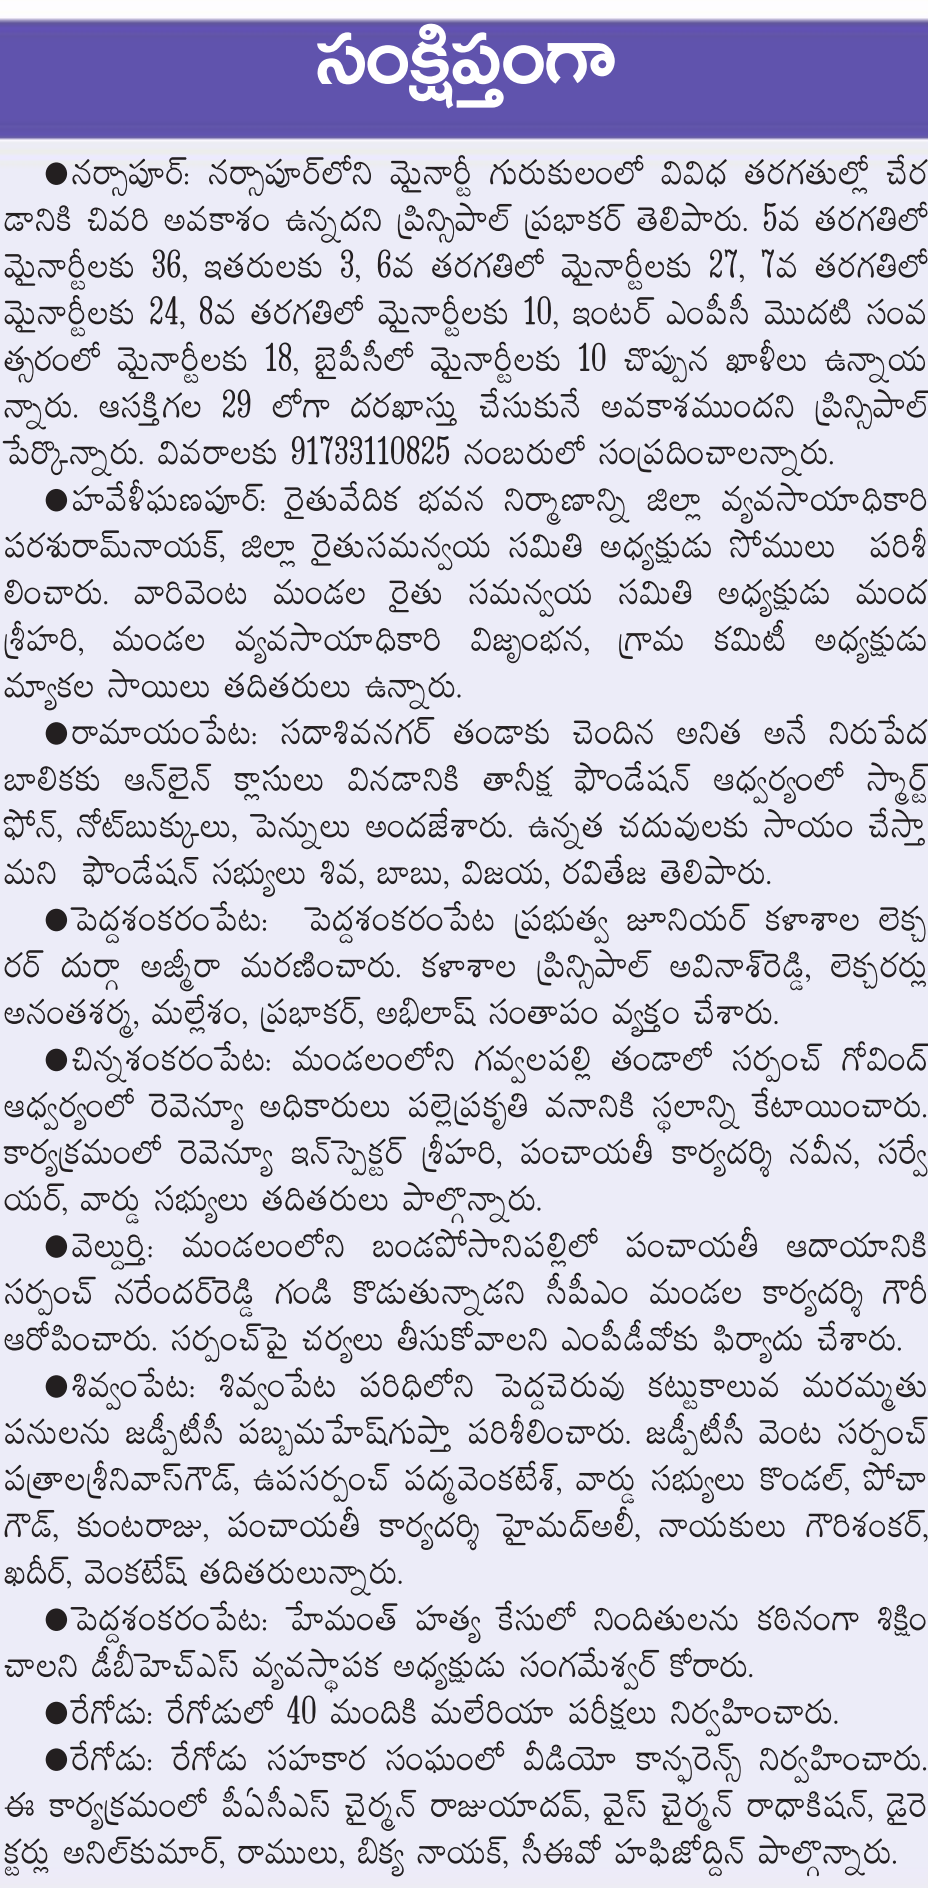 సంక్షిప్తంగా
●నర్సాపూర్: నర్సాపూర్‌లోని మైనార్టీ గురుకులంలో వివిధ తరగతుల్లో చేర
డానికి చివరి అవకాశం ఉన్నదని ప్రిన్సిపాల్ ప్రభాకర్ తెలిపారు. 5వ తరగతిలో
మైనార్టీలకు 36, ఇతరులకు 3, 6వ తరగతిలో మైనార్టీలకు 27, 7వ తరగతిలో
మైనార్టీలకు 24, 8వ తరగతిలో మైనార్టీలకు 10, ఇంటర్ ఎంపీసీ మొదటి సంవ
త్సరంలో మైనార్టీలకు 18, బైపీసీలో మైనార్టీలకు 10 చొప్పున ఖాళీలు ఉన్నాయ
న్నారు. ఆసక్తిగల 29 లోగా దరఖాస్తు చేసుకునే అవకాశముందని ప్రిన్సిపాల్
పేర్కొన్నారు. వివరాలకు 91733110825 నంబరులో సంప్రదించాలన్నారు.
●హవేళీఘణపూర్: రైతువేదిక భవన నిర్మాణాన్ని జిల్లా వ్యవసాయాధికారి
పరశురామ్‌నాయక్, జిల్లా రైతుసమన్వయ సమితి అధ్యక్షుడు సోములు పరిశీ
లించారు. వారివెంట మండల రైతు సమన్వయ సమితి అధ్యక్షుడు మంద
శ్రీహరి, మండల వ్యవసాయాధికారి విజృంభన, గ్రామ కమిటీ అధ్యక్షుడు
మ్యాకల సాయిలు తదితరులు ఉన్నారు.
●రామాయంపేట: సదాశివనగర్ తండాకు చెందిన అనిత అనే నిరుపేద
బాలికకు ఆన్‌లైన్ క్లాసులు వినడానికి తానీక్ష ఫౌండేషన్ ఆధ్వర్యంలో స్మార్ట్
ఫోన్, నోట్‌బుక్కులు, పెన్నులు అందజేశారు. ఉన్నత చదువులకు సాయం చేస్తా
మని ఫౌండేషన్ సభ్యులు శివ, బాబు, విజయ, రవితేజ తెలిపారు.
●పెద్దశంకరంపేట: పెద్దశంకరంపేట ప్రభుత్వ జూనియర్ కళాశాల లెక్చ
రర్ దుర్గా అజ్మీరా మరణించారు. కళాశాల ప్రిన్సిపాల్ అవినాశ్‌రెడ్డి, లెక్చరర్లు
అనంతశర్మ, మల్లేశం, ప్రభాకర్, అభిలాష్ సంతాపం వ్యక్తం చేశారు.
●చిన్నశంకరంపేట: మండలంలోని గవ్వలపల్లి తండాలో సర్పంచ్ గోవింద్
ఆధ్వర్యంలో రెవెన్యూ అధికారులు పల్లెప్రకృతి వనానికి స్థలాన్ని కేటాయించారు.
కార్యక్రమంలో రెవెన్యూ ఇన్‌స్పెక్టర్ శ్రీహరి, పంచాయతీ కార్యదర్శి నవీన, సర్వే
యర్, వార్డు సభ్యులు తదితరులు పాల్గొన్నారు.
●వెల్దుర్తి: మండలంలోని బండపోసానిపల్లిలో పంచాయతీ ఆదాయానికి
సర్పంచ్ నరేందర్‌రెడ్డి గండి కొడుతున్నాడని సీపీఎం మండల కార్యదర్శి గౌరీ
ఆరోపించారు. సర్పంచ్‌పై చర్యలు తీసుకోవాలని ఎంపీడీవోకు ఫిర్యాదు చేశారు.
●శివ్వంపేట: శివ్వంపేట పరిధిలోని పెద్దచెరువు కట్టుకాలువ మరమ్మతు
పనులను జడ్పీటీసీ పబ్బమహేష్‌గుప్తా పరిశీలించారు. జడ్పీటీసీ వెంట సర్పంచ్
పత్రాలశ్రీనివాస్‌గౌడ్, ఉపసర్పంచ్ పద్మవెంకటేశ్, వార్డు సభ్యులు కొండల్, పోచా
గౌడ్, కుంటరాజు, పంచాయతీ కార్యదర్శి హైమద్‌అలీ, నాయకులు గౌరిశంకర్,
ఖదీర్, వెంకటేష్ తదితరులున్నారు.
●పెద్దశంకరంపేట: హేమంత్ హత్య కేసులో నిందితులను కఠినంగా శిక్షిం
చాలని డీబీహెచ్‌ఎస్ వ్యవస్థాపక అధ్యక్షుడు సంగమేశ్వర్ కోరారు.
●రేగోడు: రేగోడులో 40 మందికి మలేరియా పరీక్షలు నిర్వహించారు.
●రేగోడు: రేగోడు సహకార సంఘంలో వీడియో కాన్ఫరెన్స్ నిర్వహించారు.
ఈ కార్యక్రమంలో పీఏసీఎస్ చైర్మన్ రాజుయాదవ్, వైస్ చైర్మన్ రాధాకిషన్, డైరె
క్టర్లు అనిల్‌కుమార్, రాములు, బిక్య నాయక్, సీఈవో హఫిజోద్దిన్ పాల్గొన్నారు.